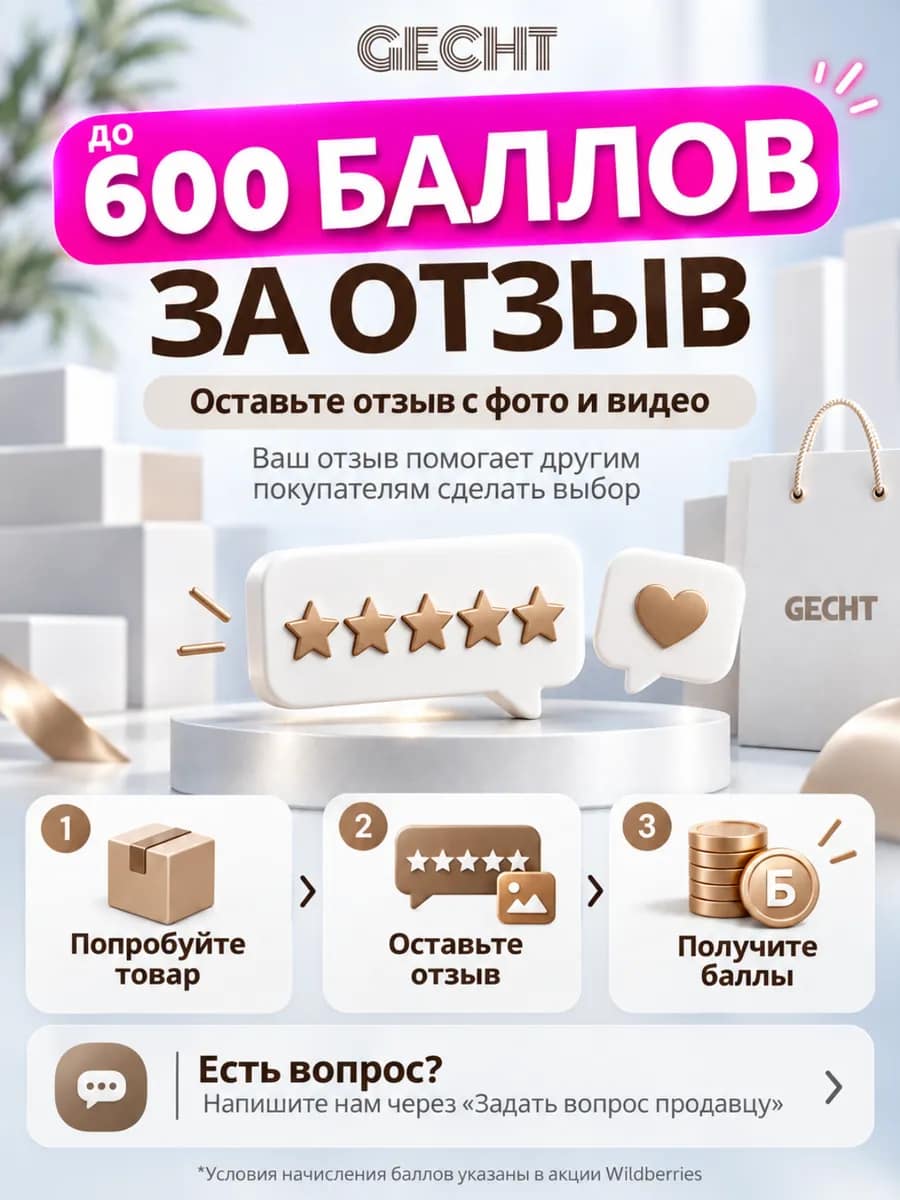 GECHT
ДО
600 БАЛЛОВ
ЗА ОТЗЫВ
Оставьте отзыв с фото и видео
Ваш отзыв помогает другим
покупателям сделать выбор
GECHT
1
Попробуйте
товар
2
Оставьте
отзыв
3
Б
Получите
баллы
Есть вопрос?
Напишите нам через «Задать вопрос продавцу»
*Условия начисления баллов указаны в акции Wildberries